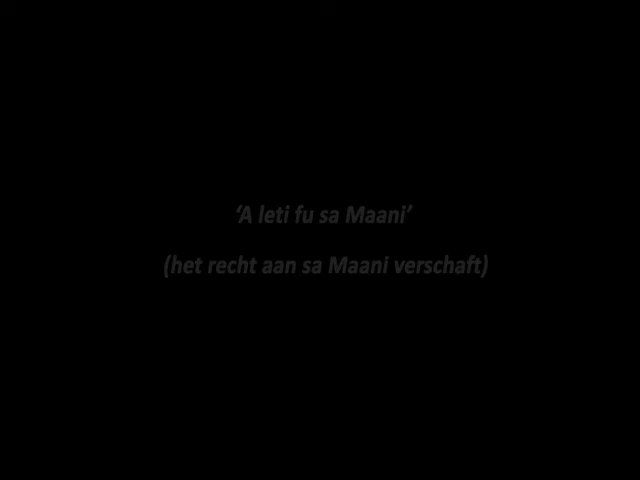 ‘A leti fu sa Maani’
(het recht aan sa Maani verschaft)